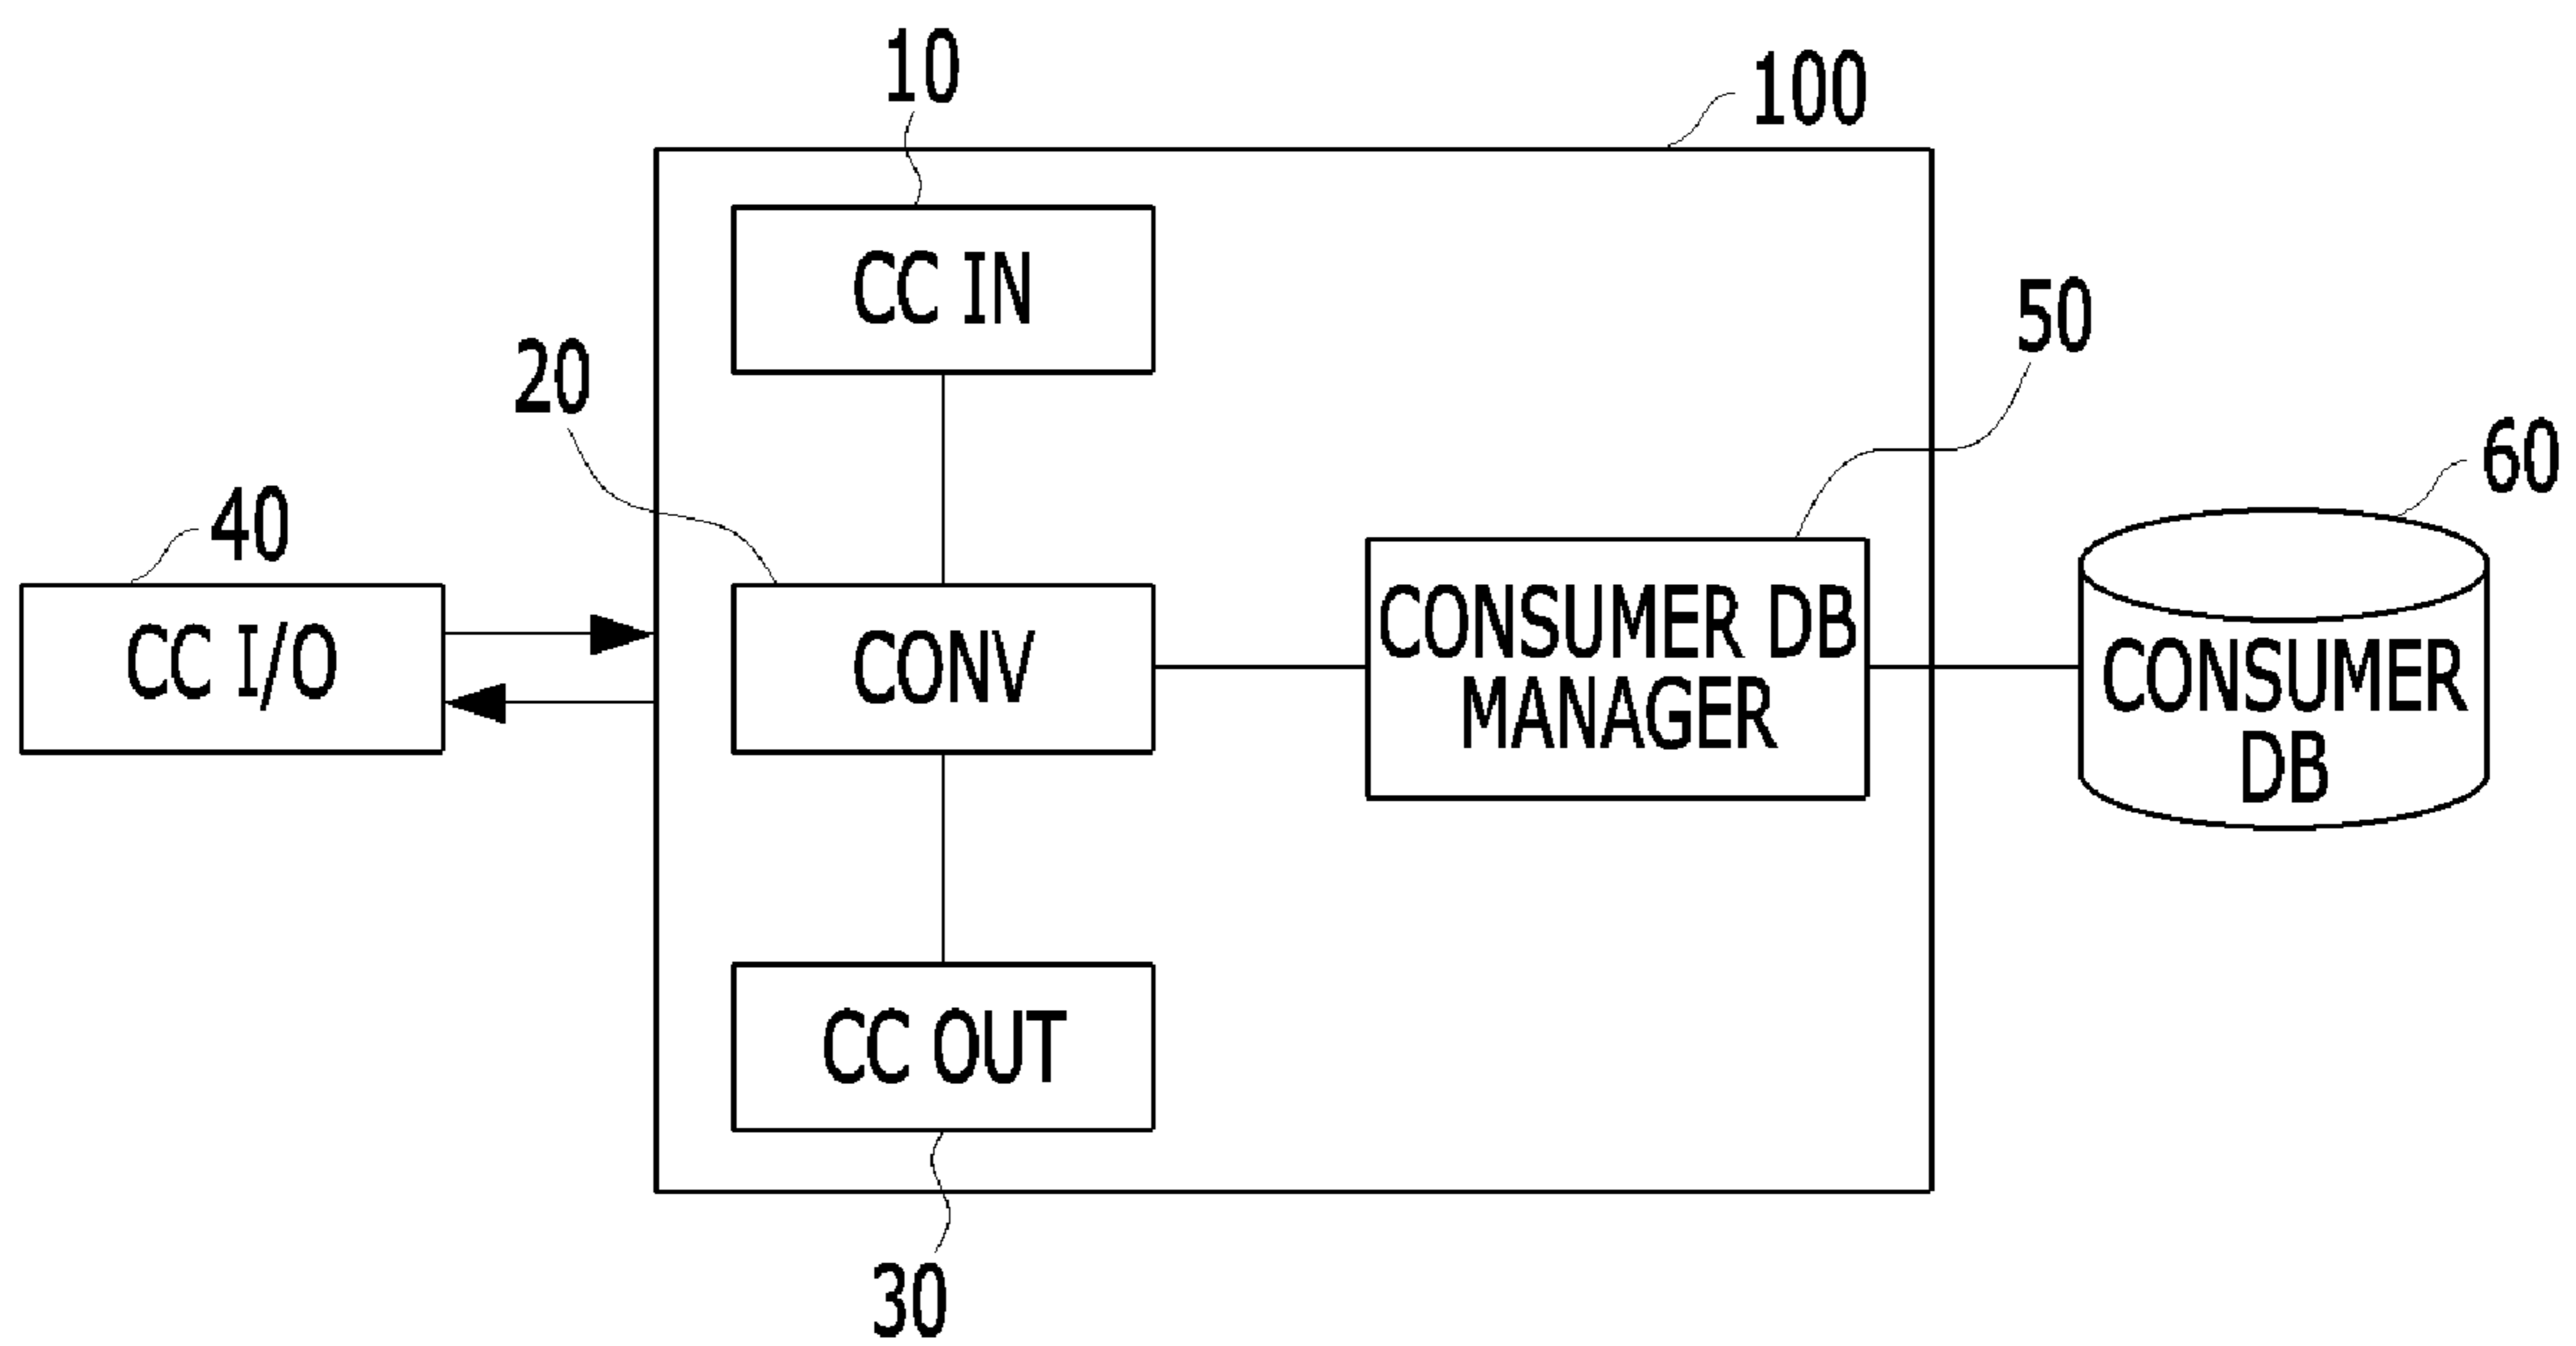 10
100
CC IN
50
20
60
40
CC I/O
CONV
CONSUMER DB
MANAGER
CONSUMER
DB
CC OUT
30